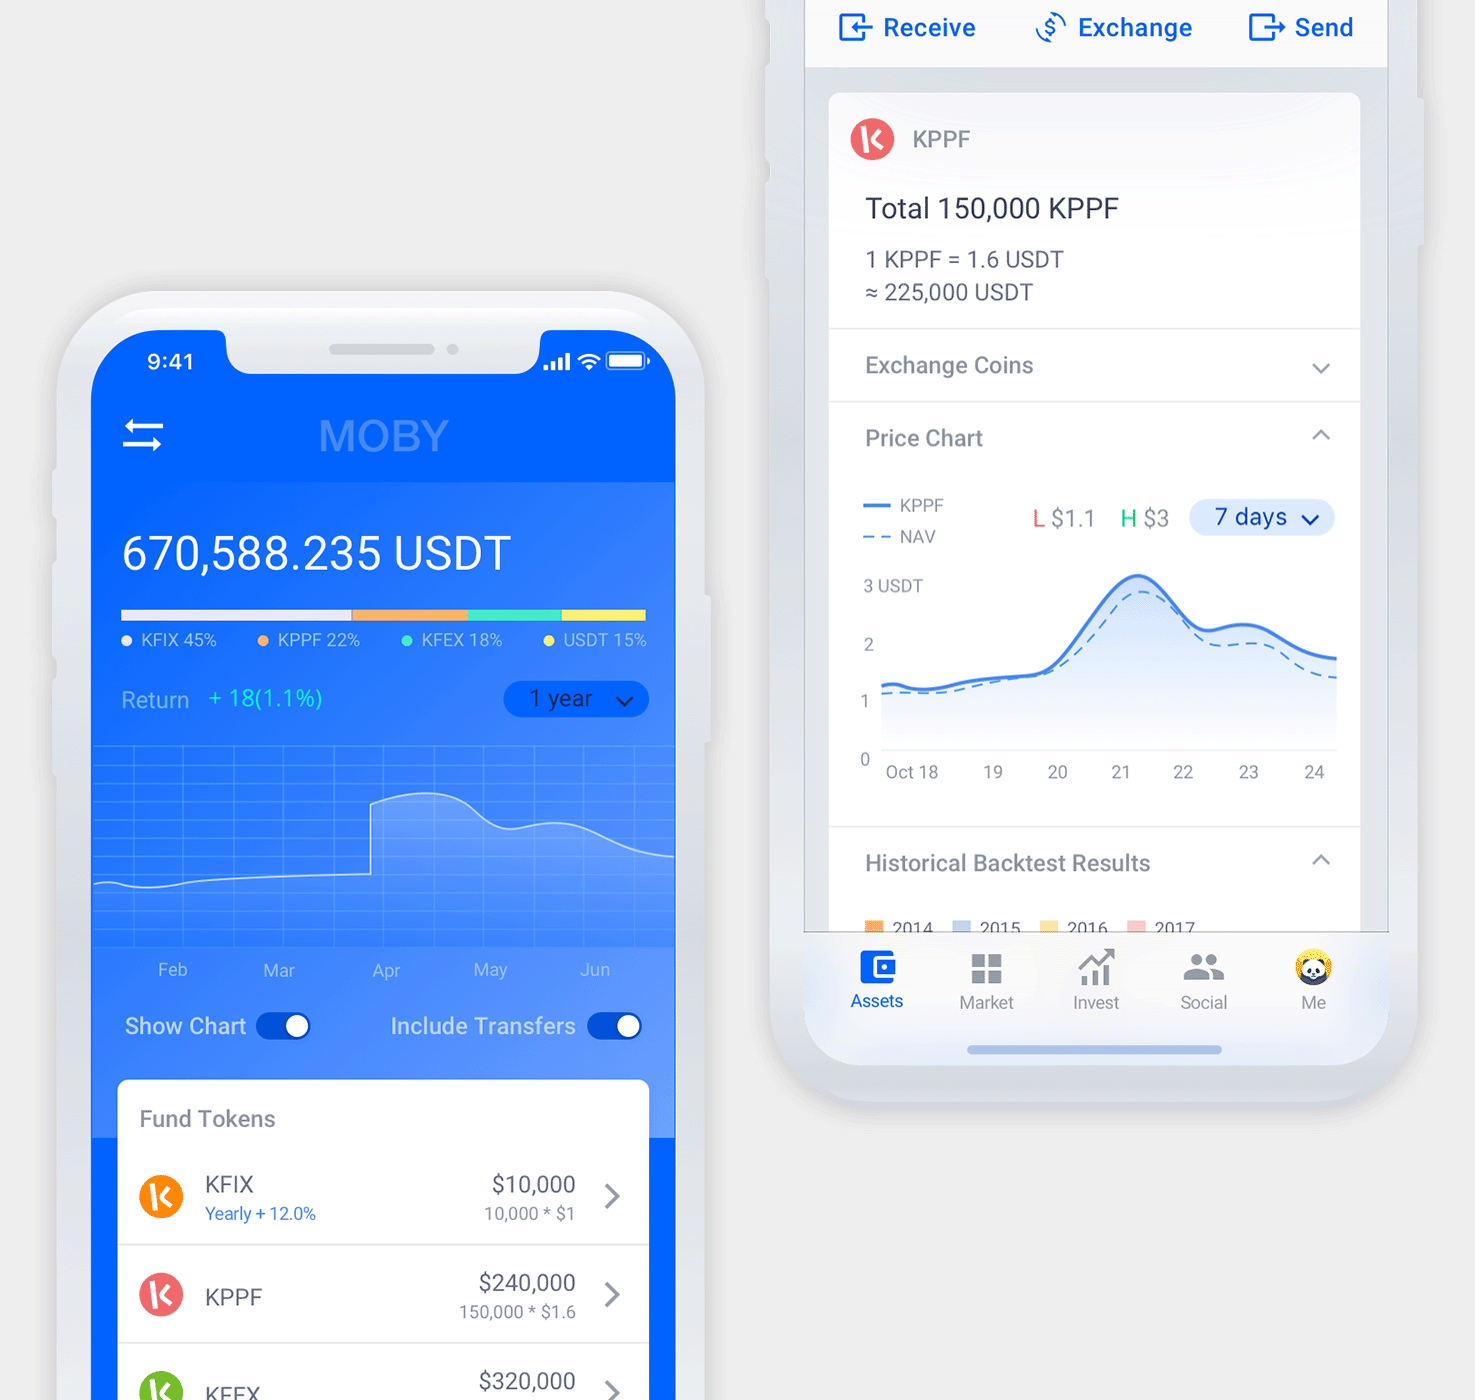 9:41
MOBY
670,588.235 USDT
KFIX 45% KPPF 22% KFEX 18% USDT 15%
Return + 18(1.1%) 1 year
Feb Mar Apr May Jun
Show Chart Include Transfers
Fund Tokens
KFIX $10,000
Yearly + 12.0% 10,000 * $1
KPPF $240,000
150,000 * $1.6
KFEX $320,000
Receive Exchange Send
KPPF
Total 150,000 KPPF
1 KPPF = 1.6 USDT
≈ 225,000 USDT
Exchange Coins
Price Chart
KPPF
NAV
L $1.1 H $3 7 days
3 USDT
2
1
0
Oct 18 19 20 21 22 23 24
Historical Backtest Results
2014 2015 2016 2017
Assets Market Invest Social Me